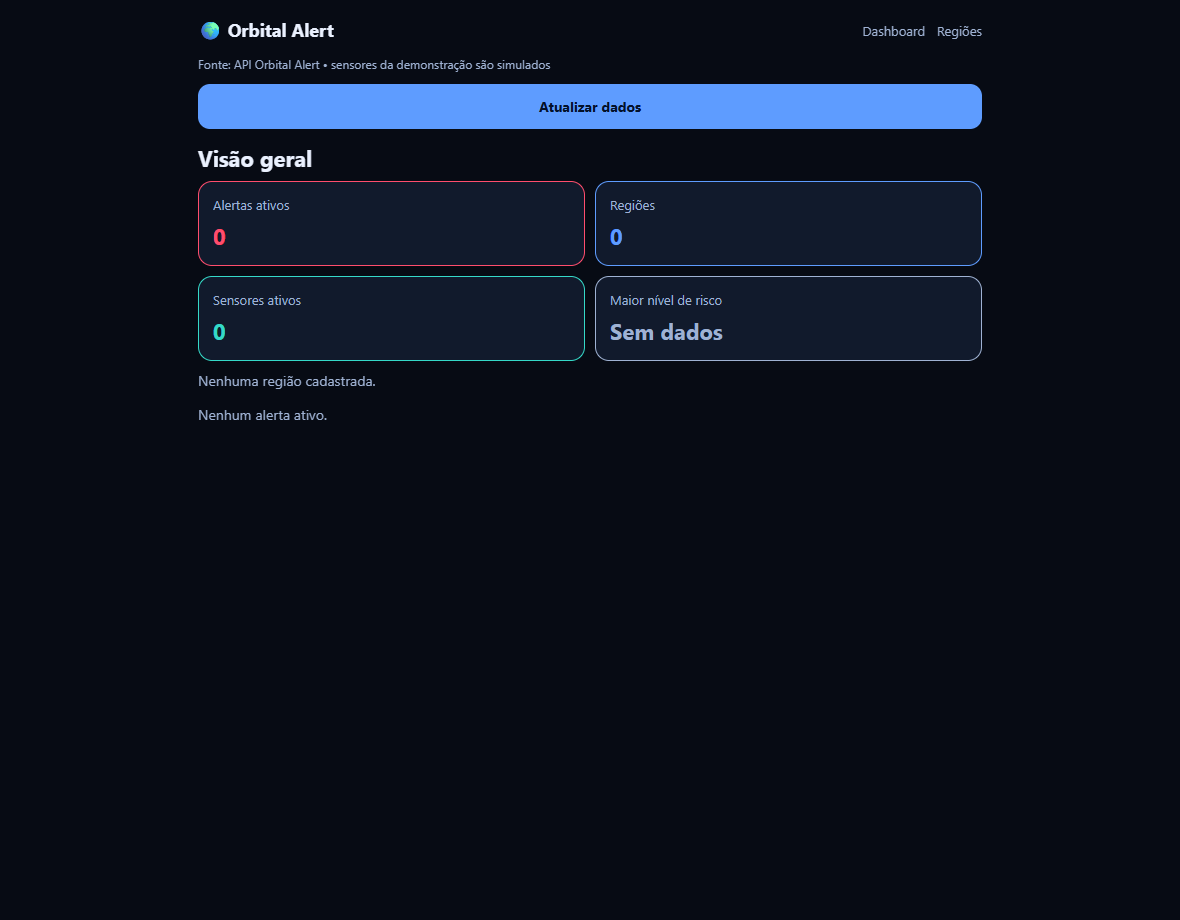 Orbital Alert
Dashboard Regiões
Fonte: API Orbital Alert • sensores da demonstração são simulados
Atualizar dados
Visão geral
Alertas ativos
0
Regiões
0
Sensores ativos
0
Maior nível de risco
Sem dados
Nenhuma região cadastrada.
Nenhum alerta ativo.